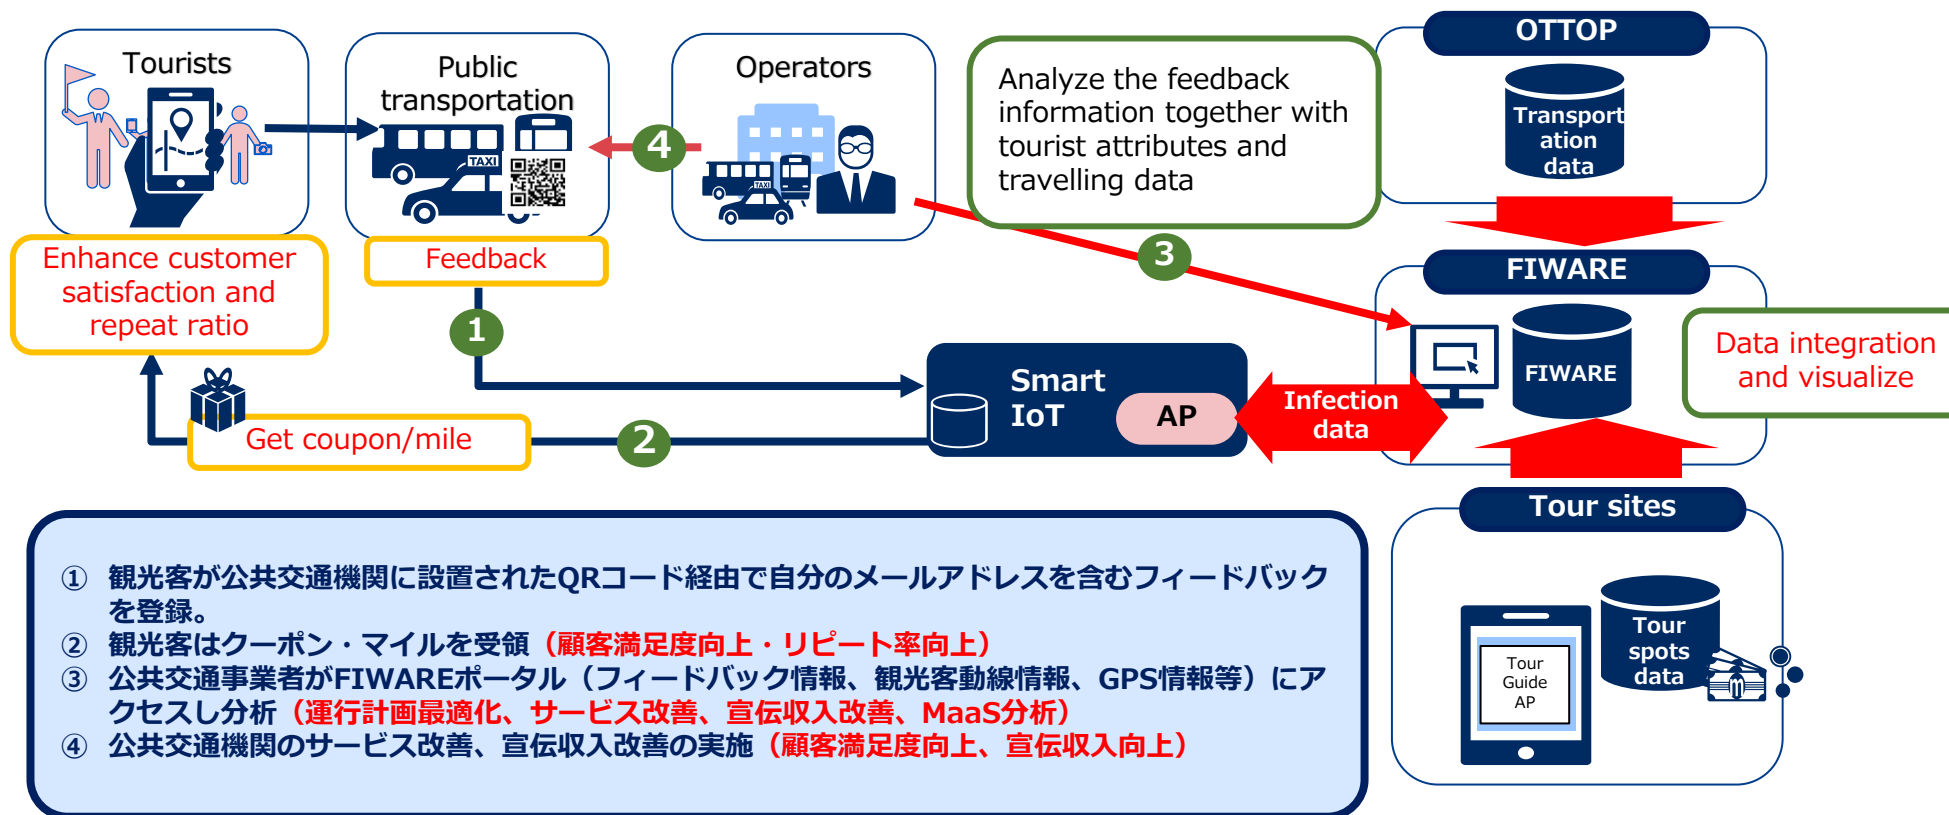 Tourists
Public
transportation
TAXI
Operators
TAXI
Analyze the feedback
information together with
tourist attributes and
travelling data
OTTOP
Transport
ation
data
4
3
Enhance customer
satisfaction and
repeat ratio
Feedback
1
FIWARE
FIWARE
Data integration
and visualize
Smart
IoT
AP
Infection
data
Get coupon/mile
2
Tour sites
Tour
spots
data
Tour
Guide
AP
① 観光客が公共交通機関に設置されたQRコード経由で自分のメールアドレスを含むフィードバック
を登録。
② 観光客はクーポン・マイルを受領（顧客満足度向上・リピート率向上）
③ 公共交通事業者がFIWAREポータル（フィードバック情報、観光客動線情報、GPS情報等）にア
クセスし分析（運行計画最適化、サービス改善、宣伝収入改善、MaaS分析）
④ 公共交通機関のサービス改善、宣伝収入改善の実施（顧客満足度向上、宣伝収入向上）